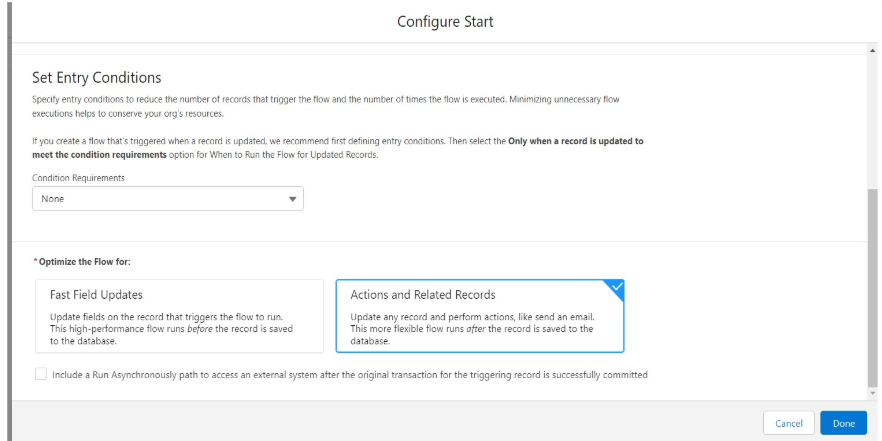 Configure Start
Set Entry Conditions
Specify entry conditions to reduce the number of records that trigger the flow and the number of times the flow is executed. Minimizing unnecessary flow
executions helps to conserve your org's resources.
If you create a flow that's triggered when a record is updated, we recommend first defining entry conditions. Then select the Only when a record is updated to
meet the condition requirements option for When to Run the Flow for Updated Records.
Condition Requirements
None
*Optimize the Flow for:
Fast Field Updates
Update fields on the record that triggers the flow to run.
This high-performance flow runs before the record is saved
to the database.
Actions and Related Records
Update any record and perform actions, like send an email.
This more flexible flow runs after the record is saved to the
database.
Include a Run Asynchronously path to access an external system after the original transaction for the triggering record is successfully committed
Cancel
Done